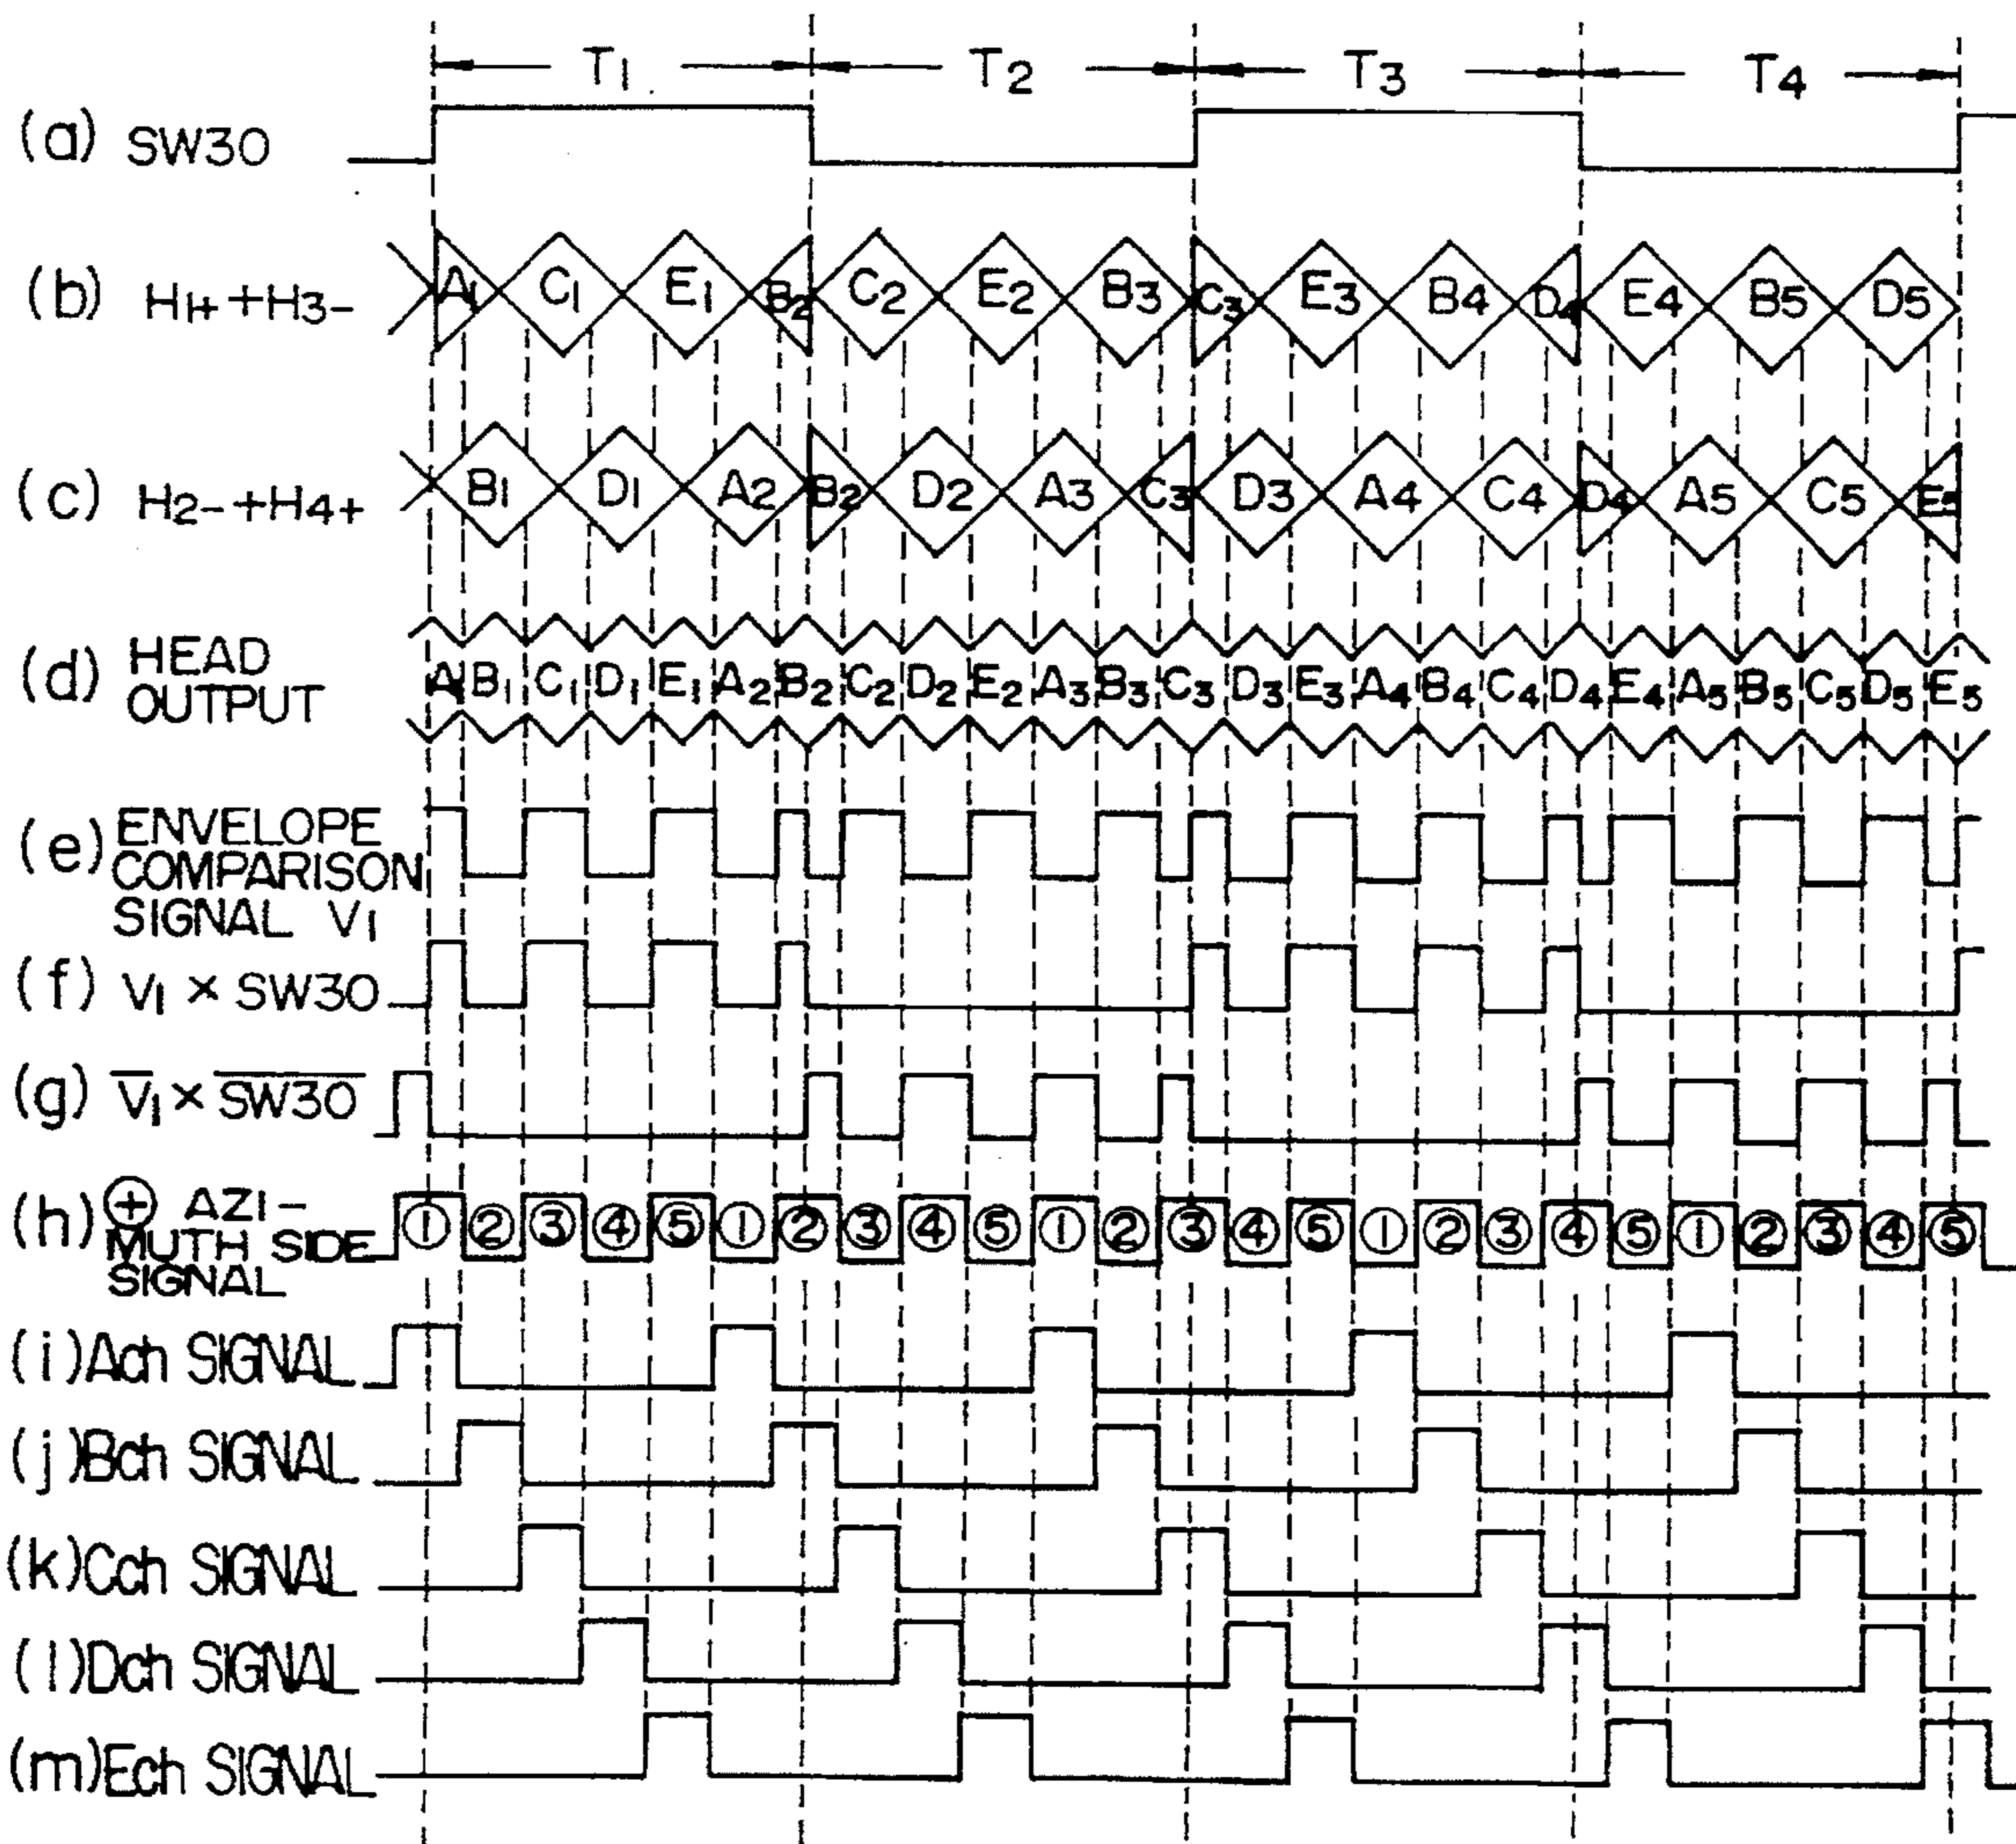 T1 T2 T3 T4
(a) SW30
(b) H1+ +H3- A1 C1 E1 B2 C2 E2 B3 C3 E3 B4 D4 E4 B5 D5
(c) H2- +H4+ B1 D1 A2 B2 D2 A3 C3 D3 A4 C4 D4 A5 C5 E5
(d) HEAD
OUTPUT
A1 B1 C1 D1 E1 A2 B2 C2 D2 E2 A3 B3 C3 D3 E3 A4 B4 C4 D4 E4 A5 B5 C5 D5 E5
(e) ENVELOPE
COMPARISON
SIGNAL V1
(f) V1 × SW30
(g) V̅1 × S̅W̅3̅0̅
(h) ⊕ AZI-
MUTH SIDE
SIGNAL
① ② ③ ④ ⑤ ① ② ③ ④ ⑤ ① ② ③ ④ ⑤ ① ② ③ ④ ⑤ ① ② ③ ④ ⑤
(i) Ach SIGNAL
(j) Bch SIGNAL
(k) Cch SIGNAL
(l) Dch SIGNAL
(m) Ech SIGNAL